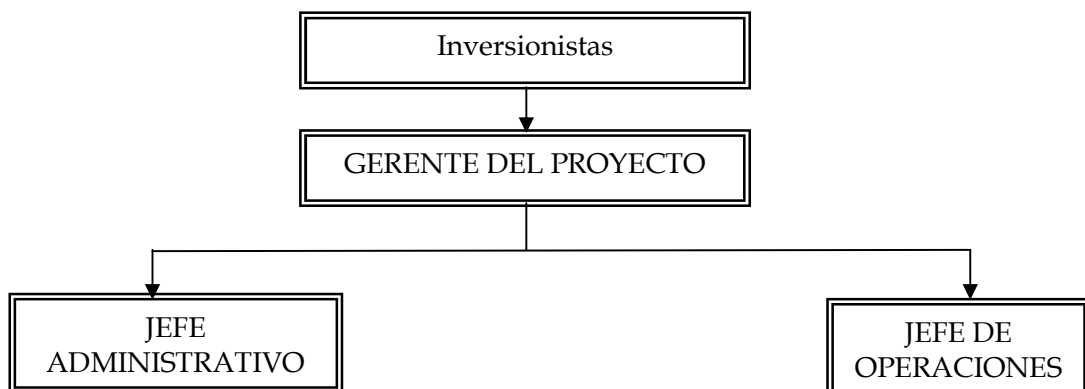 Inversionistas
GERENTE DEL PROYECTO
JEFE
ADMINISTRATIVO
JEFE DE
OPERACIONES